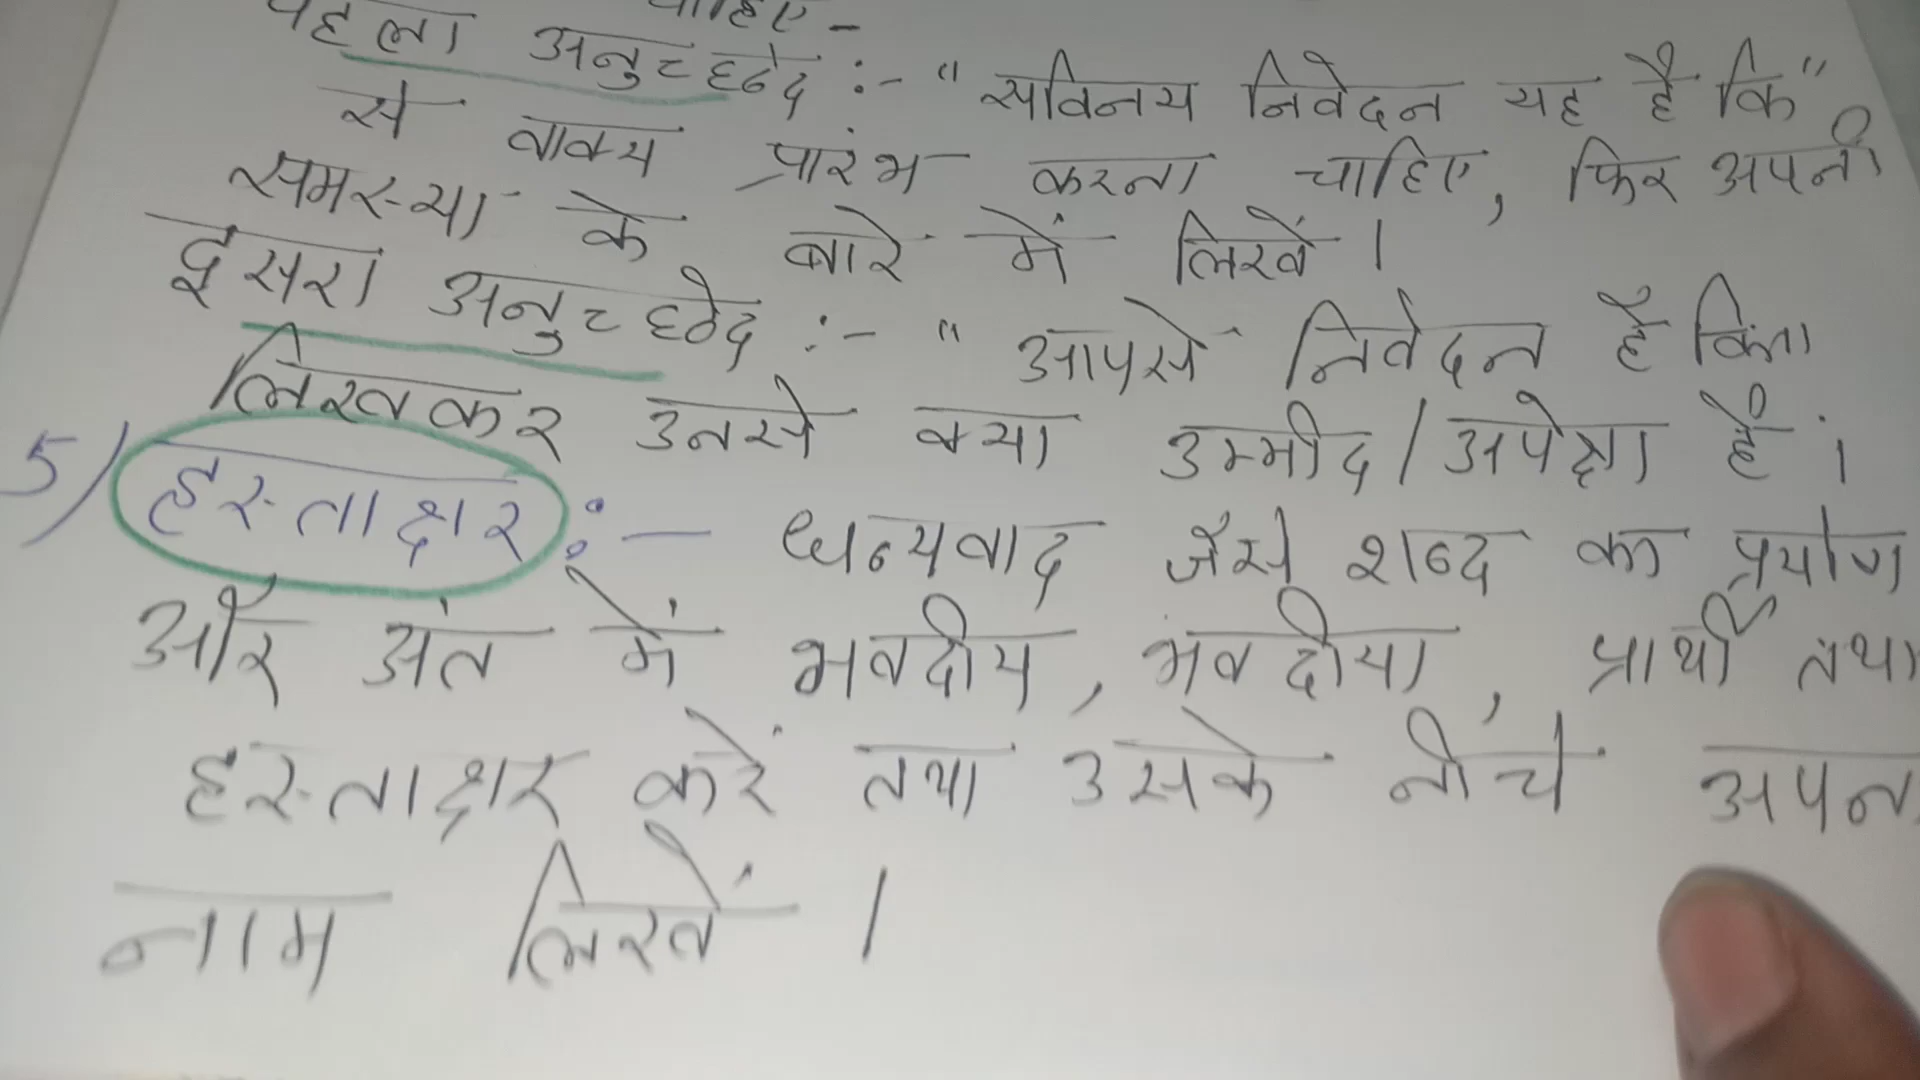 चाहिए -
पहला अनुच्छेद :- "सविनय निवेदन यह है कि"
से वाक्य प्रारंभ करना चाहिए, फिर अपनी
समस्या के बारे में लिखें ।
दूसरा अनुच्छेद :- "आपसे निवेदन है कि"
लिखकर उनसे क्या उम्मीद/अपेक्षा है ।
5) हस्ताक्षर :- धन्यवाद जैसे शब्द का प्रयोग
और अंत में भवदीय, भवदीया, प्रार्थी तथा
हस्ताक्षर करें तथा उसके नीचे अपन
नाम लिखें ।